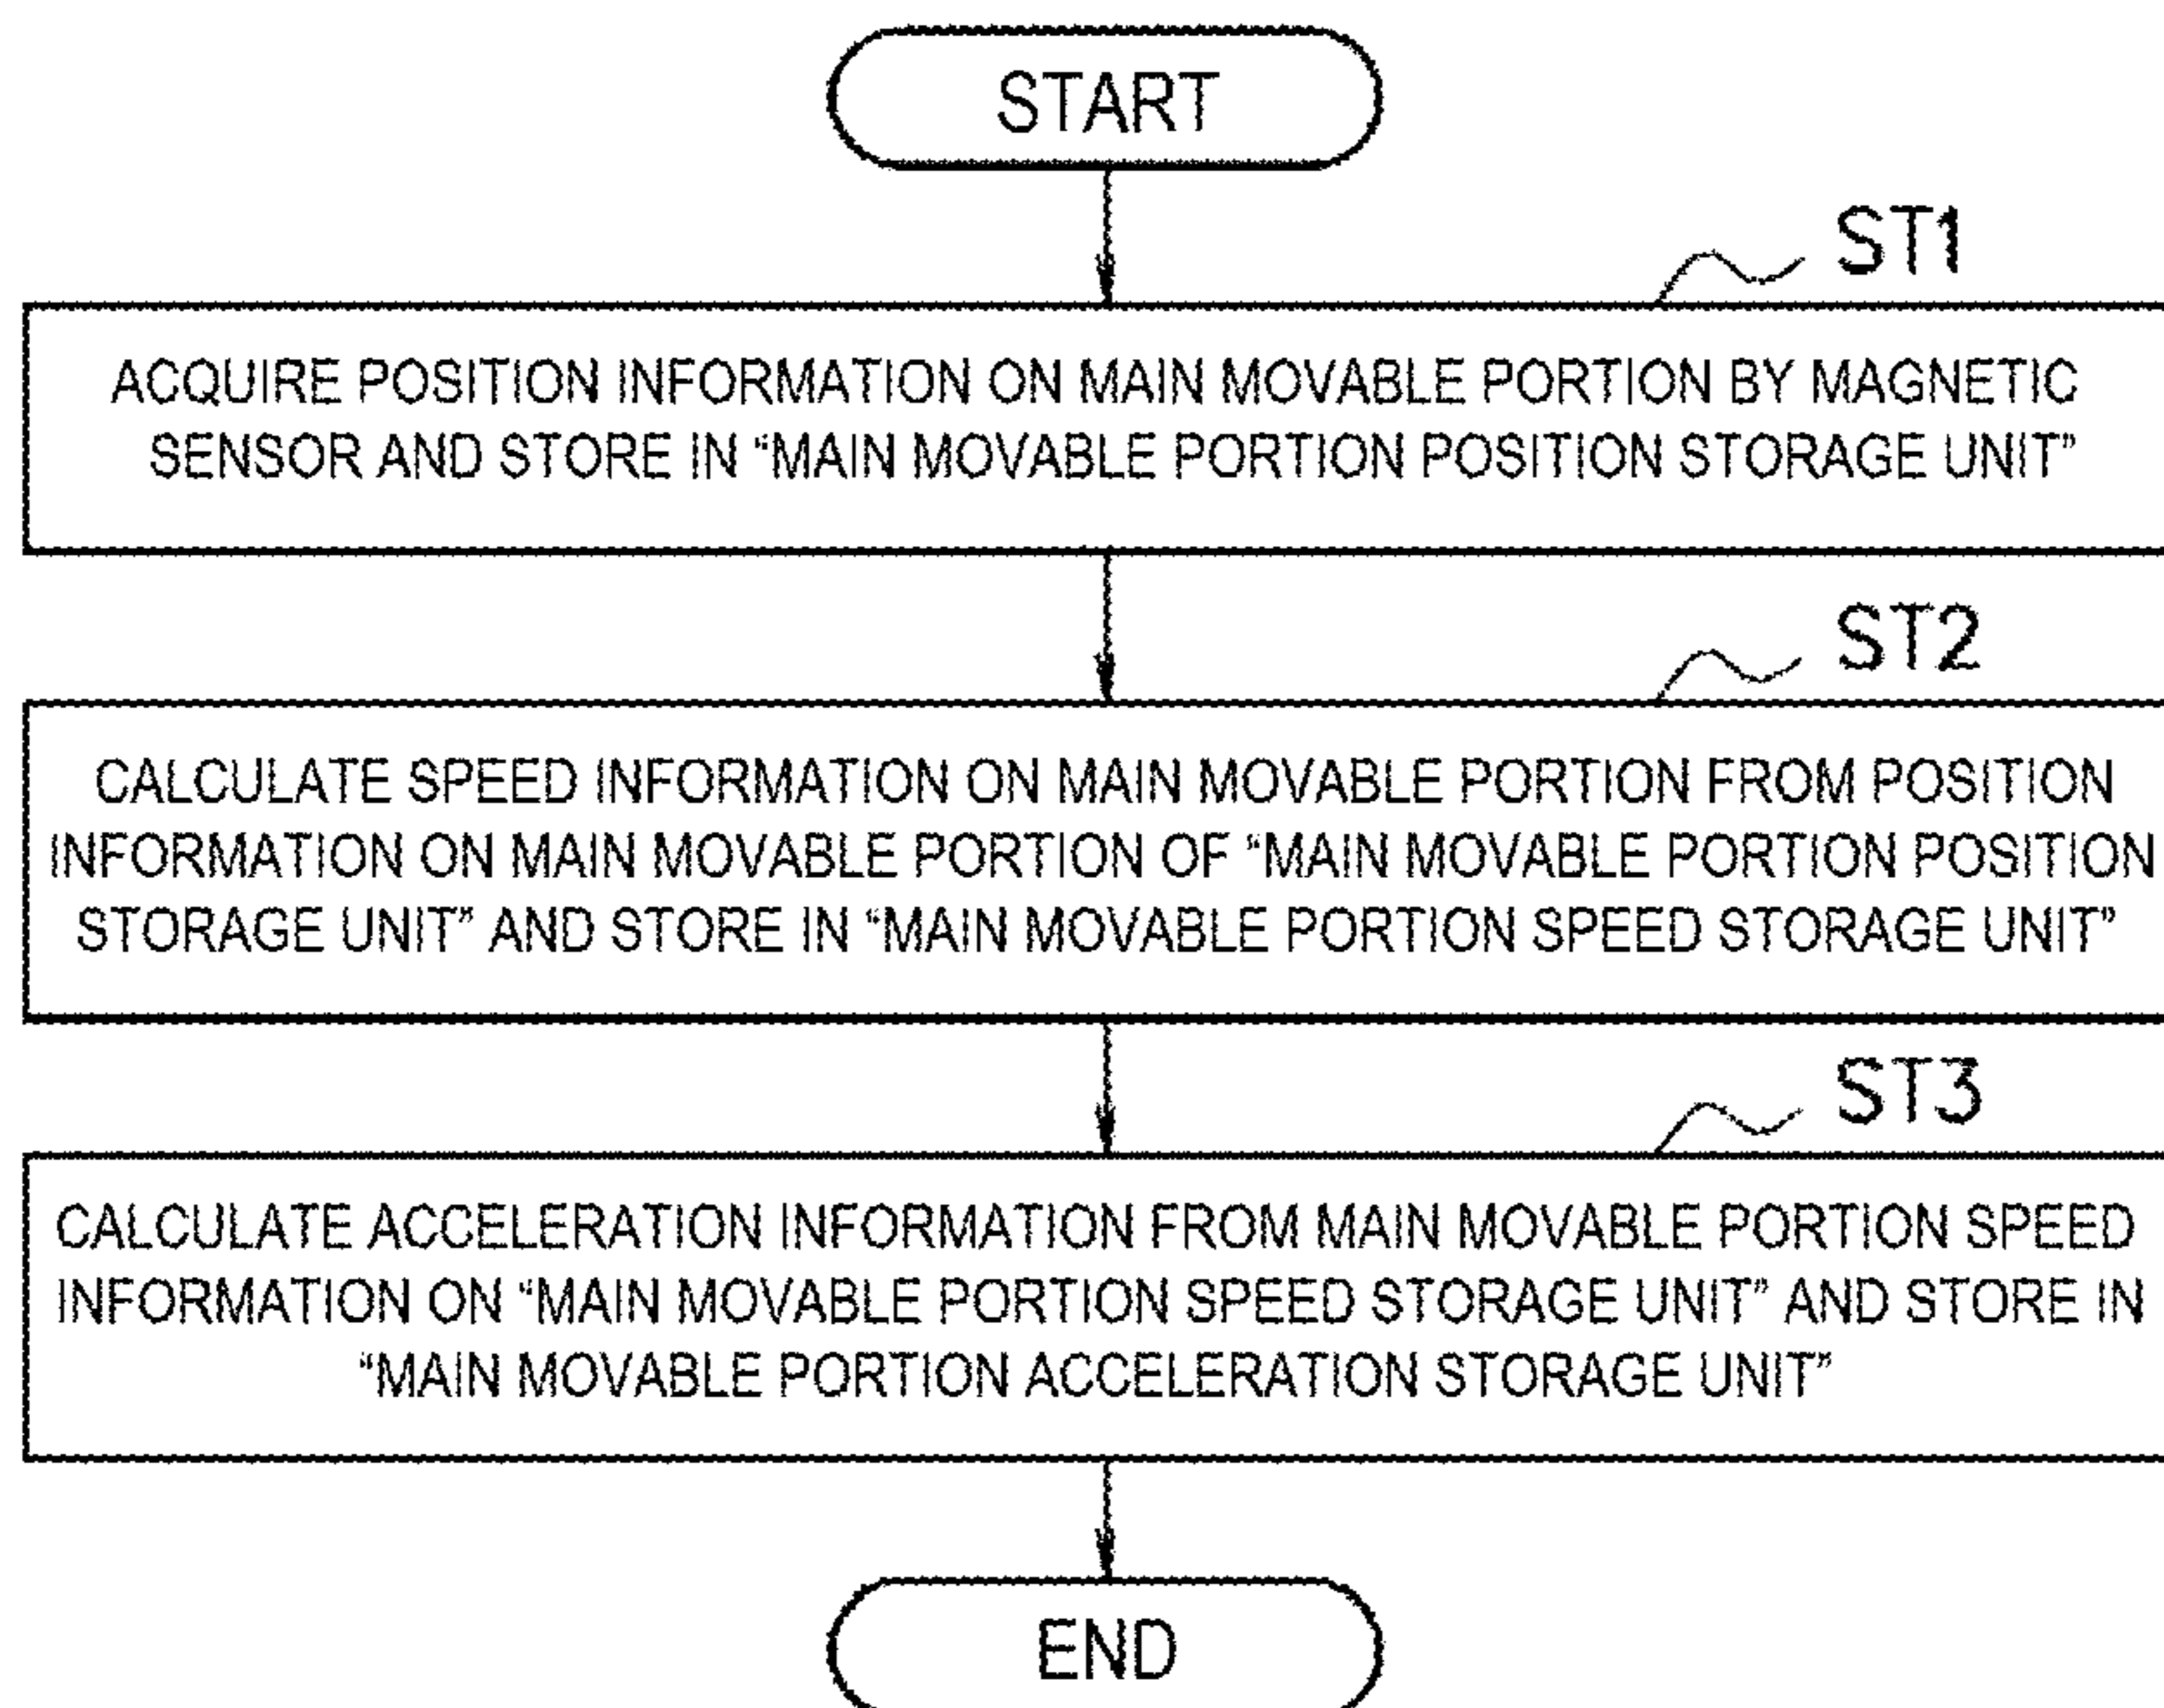 START
ST1
ACQUIRE POSITION INFORMATION ON MAIN MOVABLE PORTION BY MAGNETIC
SENSOR AND STORE IN “MAIN MOVABLE PORTION POSITION STORAGE UNIT”
ST2
CALCULATE SPEED INFORMATION ON MAIN MOVABLE PORTION FROM POSITION
INFORMATION ON MAIN MOVABLE PORTION OF “MAIN MOVABLE PORTION POSITION
STORAGE UNIT” AND STORE IN “MAIN MOVABLE PORTION SPEED STORAGE UNIT”
ST3
CALCULATE ACCELERATION INFORMATION FROM MAIN MOVABLE PORTION SPEED
INFORMATION ON “MAIN MOVABLE PORTION SPEED STORAGE UNIT” AND STORE IN
“MAIN MOVABLE PORTION ACCELERATION STORAGE UNIT”
END